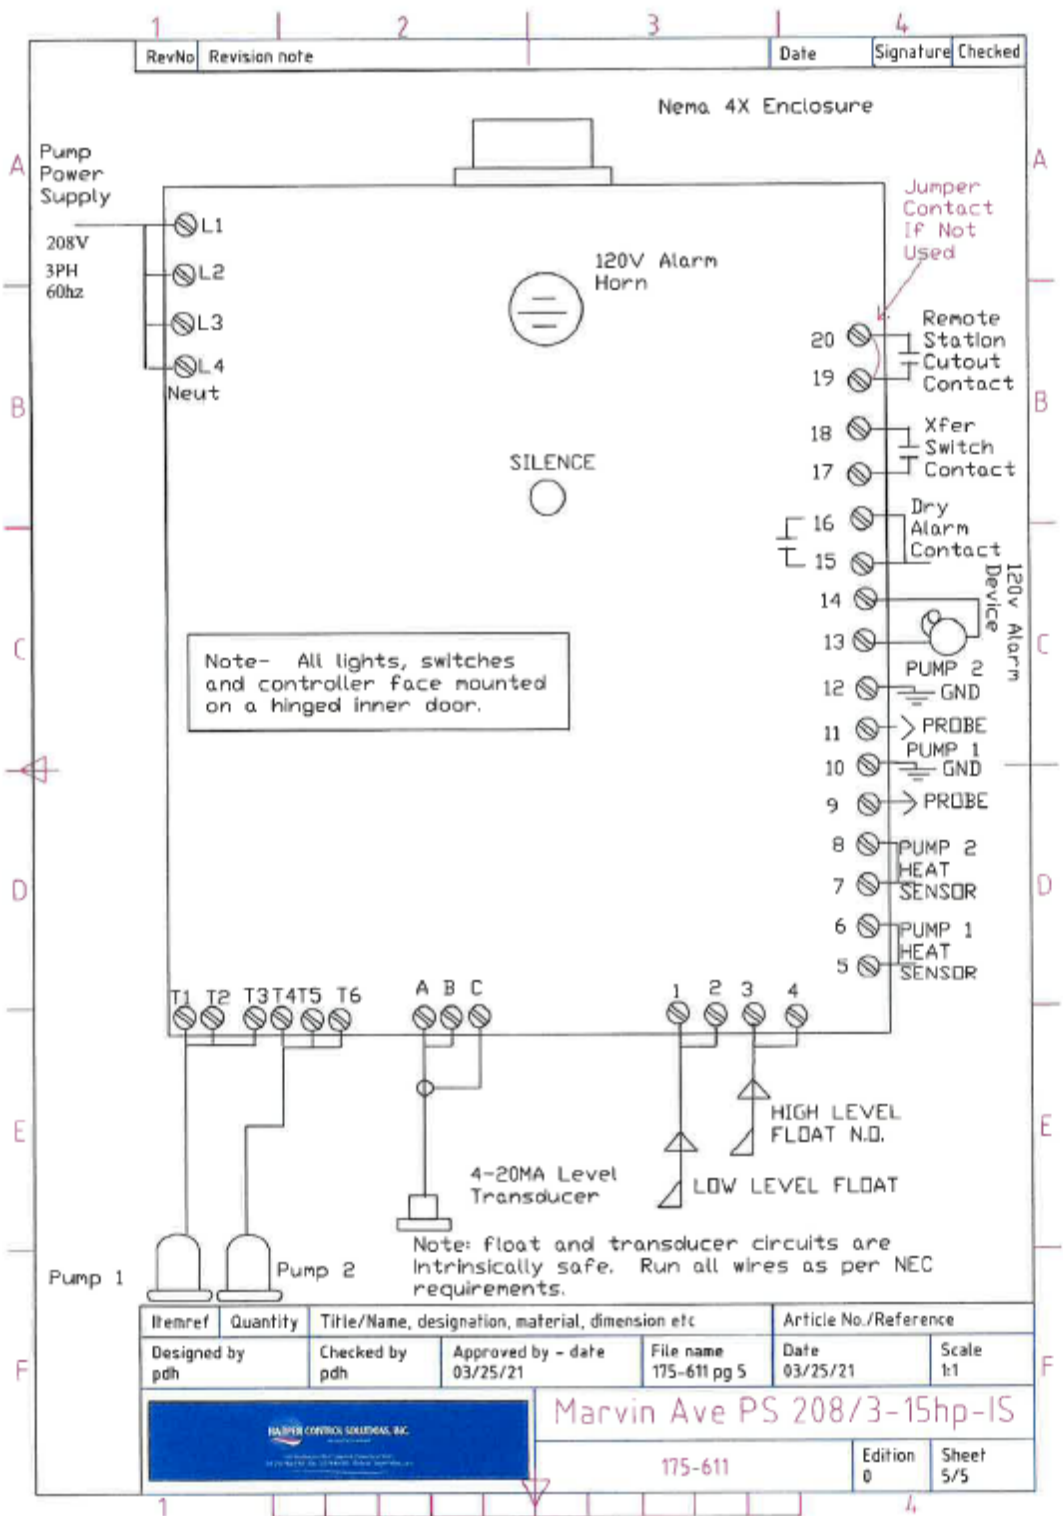 1 2 3 4
RevNo Revision note Date Signature Checked
Nema 4X Enclosure
A
A
Pump
Power
Supply
208V
3PH
60hz
L1
L2
L3
L4
Neut
120V Alarm
Horn
Jumper
Contact
If Not
Used
20
19
Remote
Station
Cutout
Contact
B
B
18
17
Xfer
Switch
Contact
SILENCE
16
15
Dry
Alarm
Contact
14
13
120v Alarm
Device
C
C
Note- All lights, switches
and controller face mounted
on a hinged inner door.
PUMP 2
12 GND
11 PROBE
PUMP 1
10 GND
9 PROBE
8
7
PUMP 2
HEAT
SENSOR
D
D
6
5
PUMP 1
HEAT
SENSOR
T1 T2 T3 T4 T5 T6 A B C 1 2 3 4
E
E
HIGH LEVEL
FLOAT N.O.
4-20MA Level
Transducer
LOW LEVEL FLOAT
Note: float and transducer circuits are
Intrinsically safe. Run all wires as per NEC
requirements.
Pump 1
Pump 2
F
F
Itemref Quantity Title/Name, designation, material, dimension etc Article No./Reference
Designed by Checked by Approved by - date File name Date Scale
pdh pdh 03/25/21 175-611 pg 5 03/25/21 1:1
HARPER CONTROL SOLUTIONS, INC.
Marvin Ave PS 208/3-15hp-IS
175-611
Edition Sheet
0 5/5
1 4